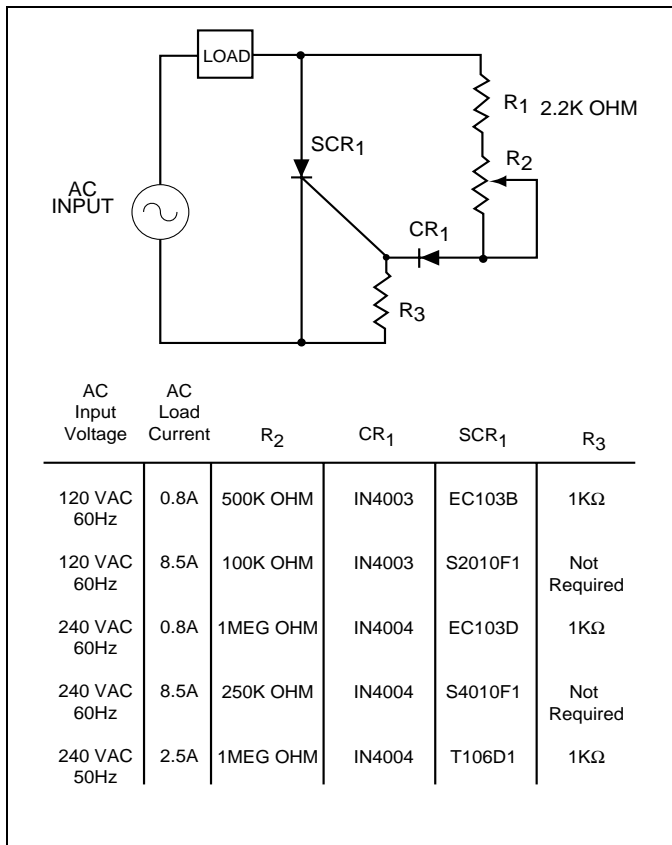 LOAD
R1 2.2K OHM
SCR1
R2
AC
INPUT
CR1
R3
AC
Input
Voltage
AC
Load
Current
R2
CR1
SCR1
R3
120 VAC
60Hz
0.8A
500K OHM
IN4003
EC103B
1KΩ
120 VAC
60Hz
8.5A
100K OHM
IN4003
S2010F1
Not
Required
240 VAC
60Hz
0.8A
1MEG OHM
IN4004
EC103D
1KΩ
240 VAC
60Hz
8.5A
250K OHM
IN4004
S4010F1
Not
Required
240 VAC
50Hz
2.5A
1MEG OHM
IN4004
T106D1
1KΩ